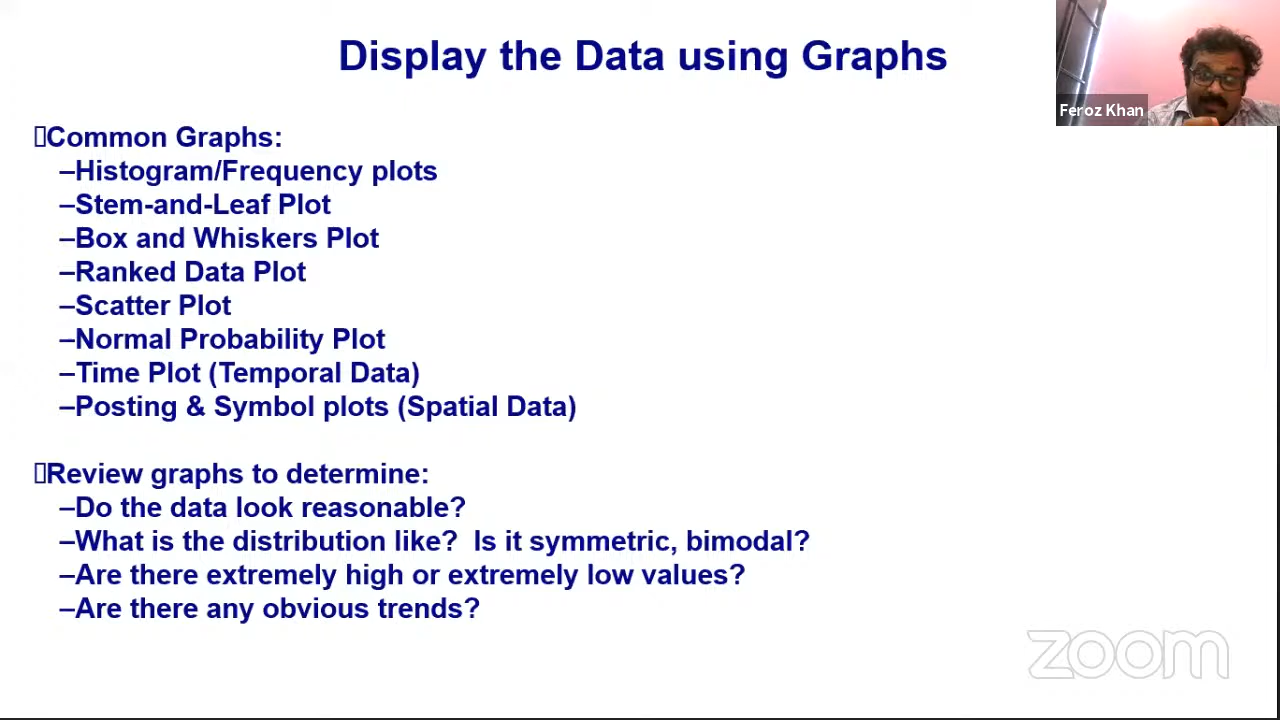 Display the Data using Graphs
Feroz Khan
Common Graphs:
–Histogram/Frequency plots
–Stem-and-Leaf Plot
–Box and Whiskers Plot
–Ranked Data Plot
–Scatter Plot
–Normal Probability Plot
–Time Plot (Temporal Data)
–Posting & Symbol plots (Spatial Data)
Review graphs to determine:
–Do the data look reasonable?
–What is the distribution like?  Is it symmetric, bimodal?
–Are there extremely high or extremely low values?
–Are there any obvious trends?
zoom